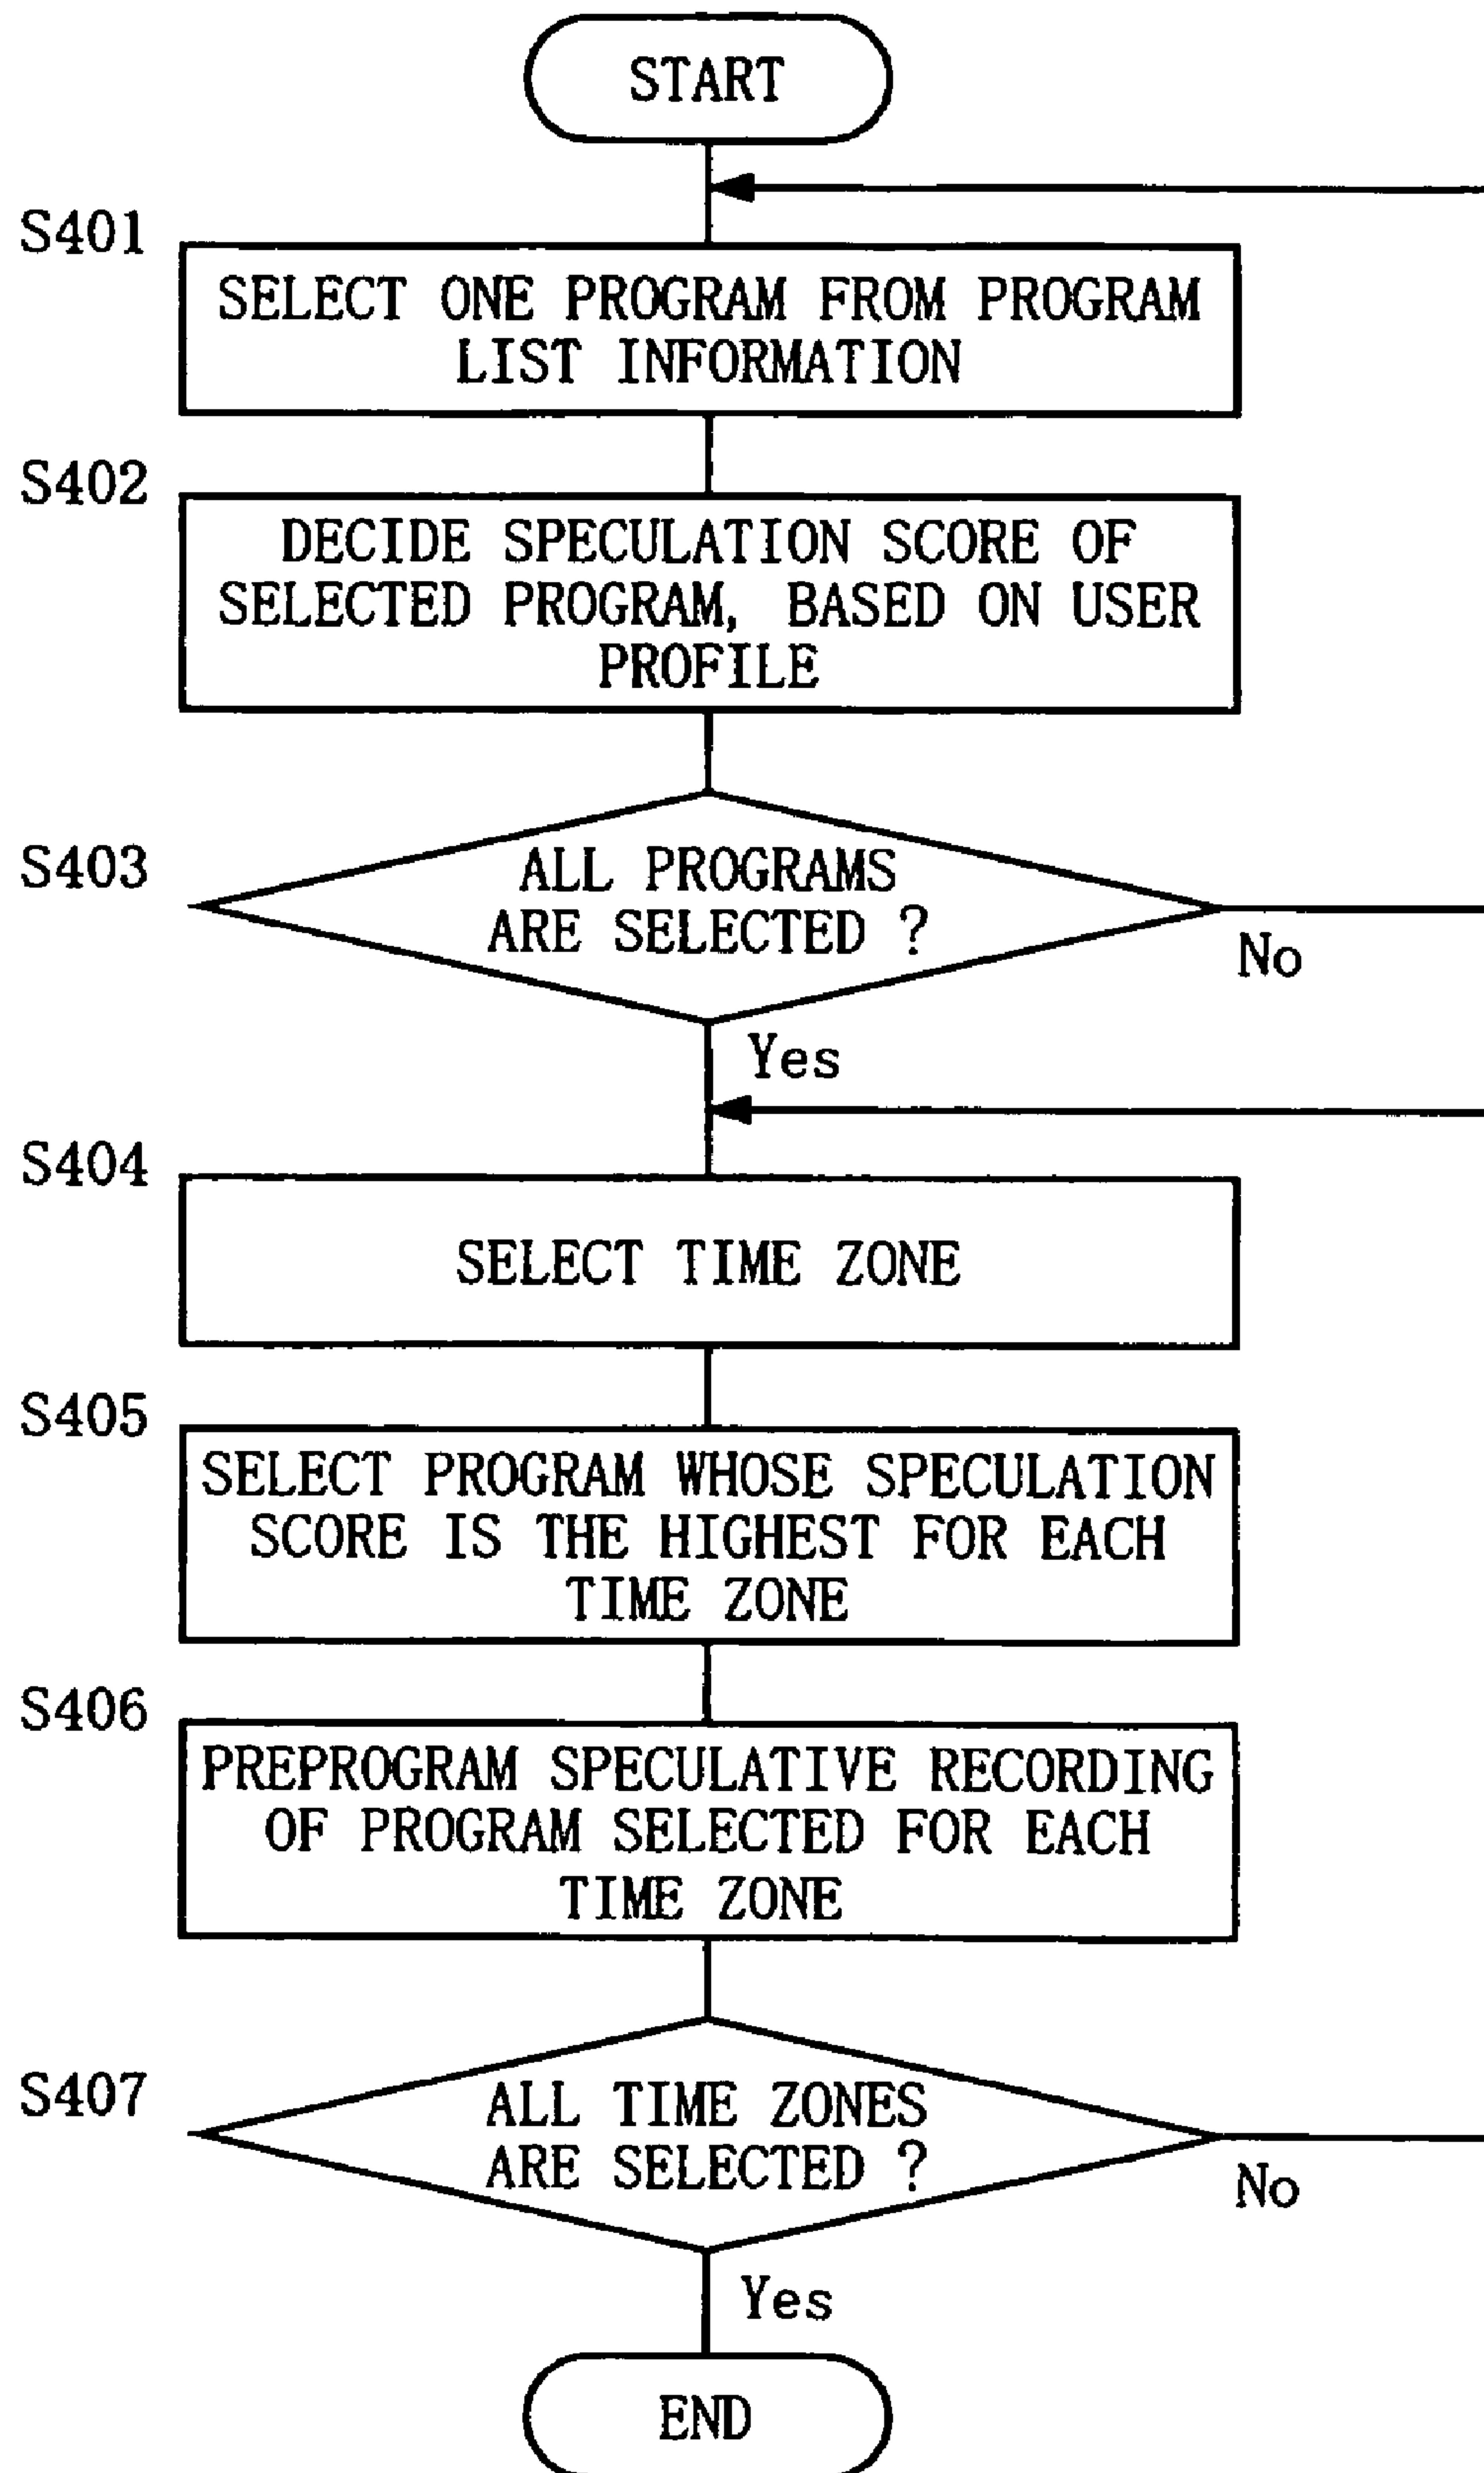 START
S401
SELECT ONE PROGRAM FROM PROGRAM
LIST INFORMATION
S402
DECIDE SPECULATION SCORE OF
SELECTED PROGRAM, BASED ON USER
PROFILE
S403
ALL PROGRAMS
ARE SELECTED ?
No
Yes
S404
SELECT TIME ZONE
S405
SELECT PROGRAM WHOSE SPECULATION
SCORE IS THE HIGHEST FOR EACH
TIME ZONE
S406
PREPROGRAM SPECULATIVE RECORDING
OF PROGRAM SELECTED FOR EACH
TIME ZONE
S407
ALL TIME ZONES
ARE SELECTED ?
No
Yes
END